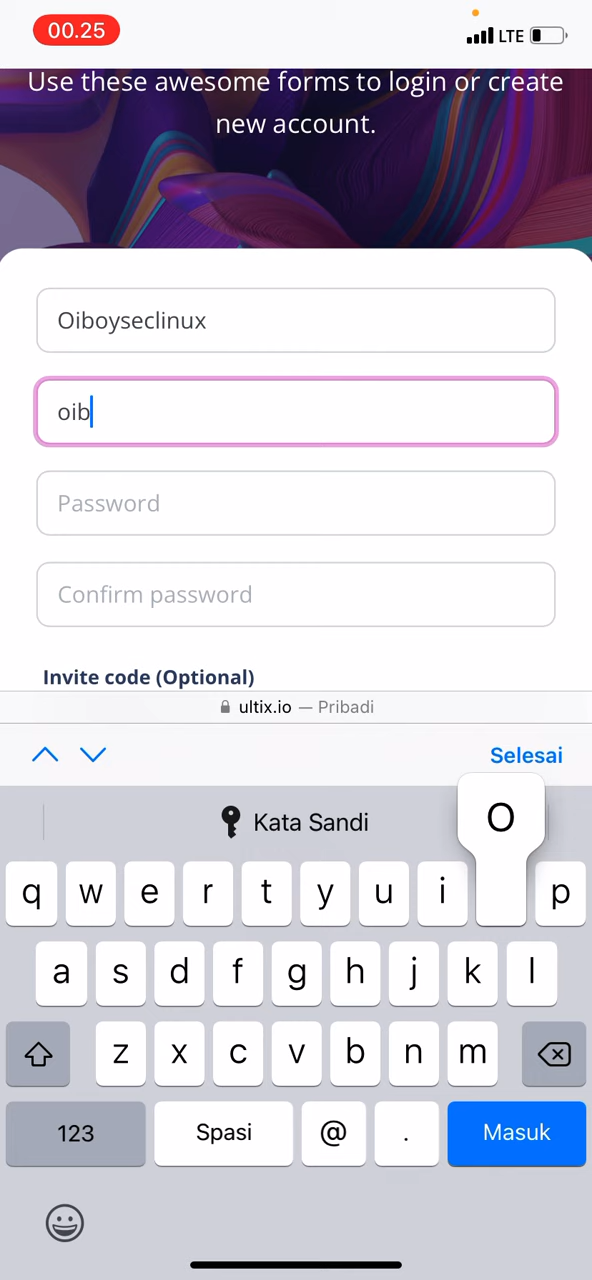 00.25
LTE
Use these awesome forms to login or create
new account.
Oiboyseclinux
oib
Password
Confirm password
Invite code (Optional)
ultix.io — Pribadi
Selesai
Kata Sandi
O
q w e r t y u i p
a s d f g h j k l
z x c v b n m
123 Spasi @ . Masuk